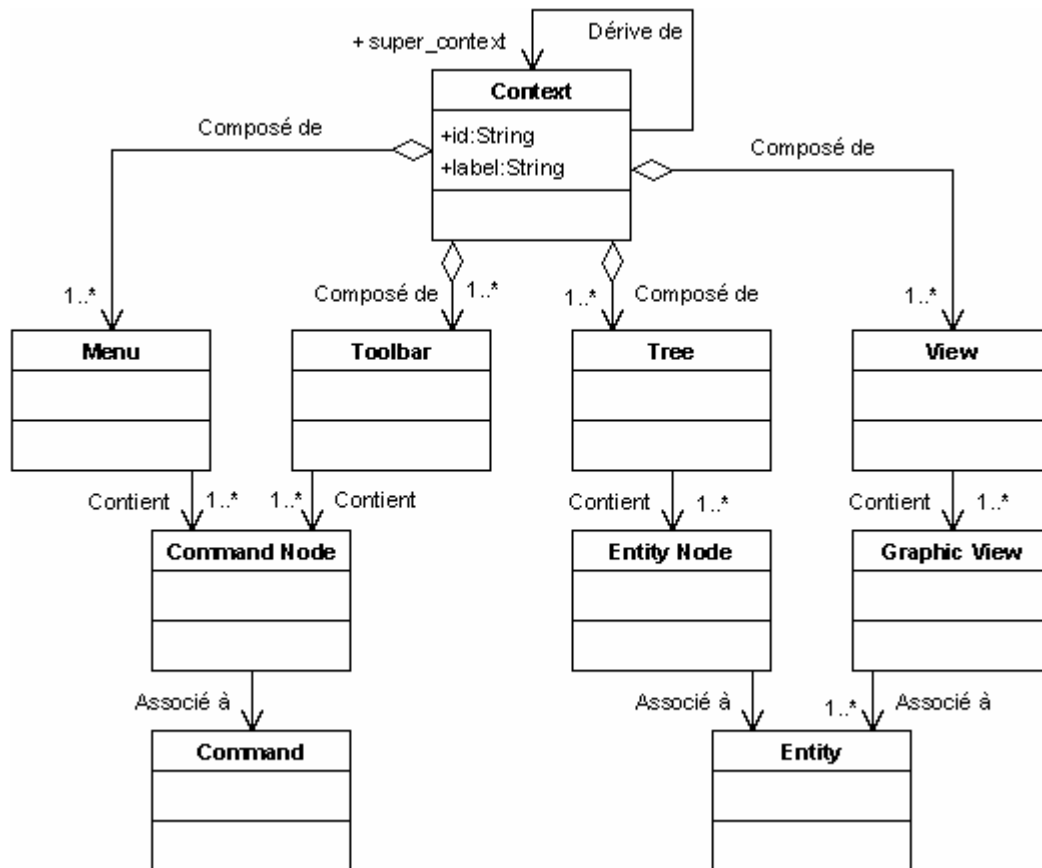 Dérive de
+ super_context
Context
+id:String
+label:String
Composé de
Composé de
1..*
Composé de
1..*
1..*
Composé de
1..*
Menu
Toolbar
Tree
View
Contient
1..*
1..*
Contient
Contient
1..*
Contient
1..*
Command Node
Entity Node
Graphic View
Associé à
Associé à
1..*
Associé à
Command
Entity